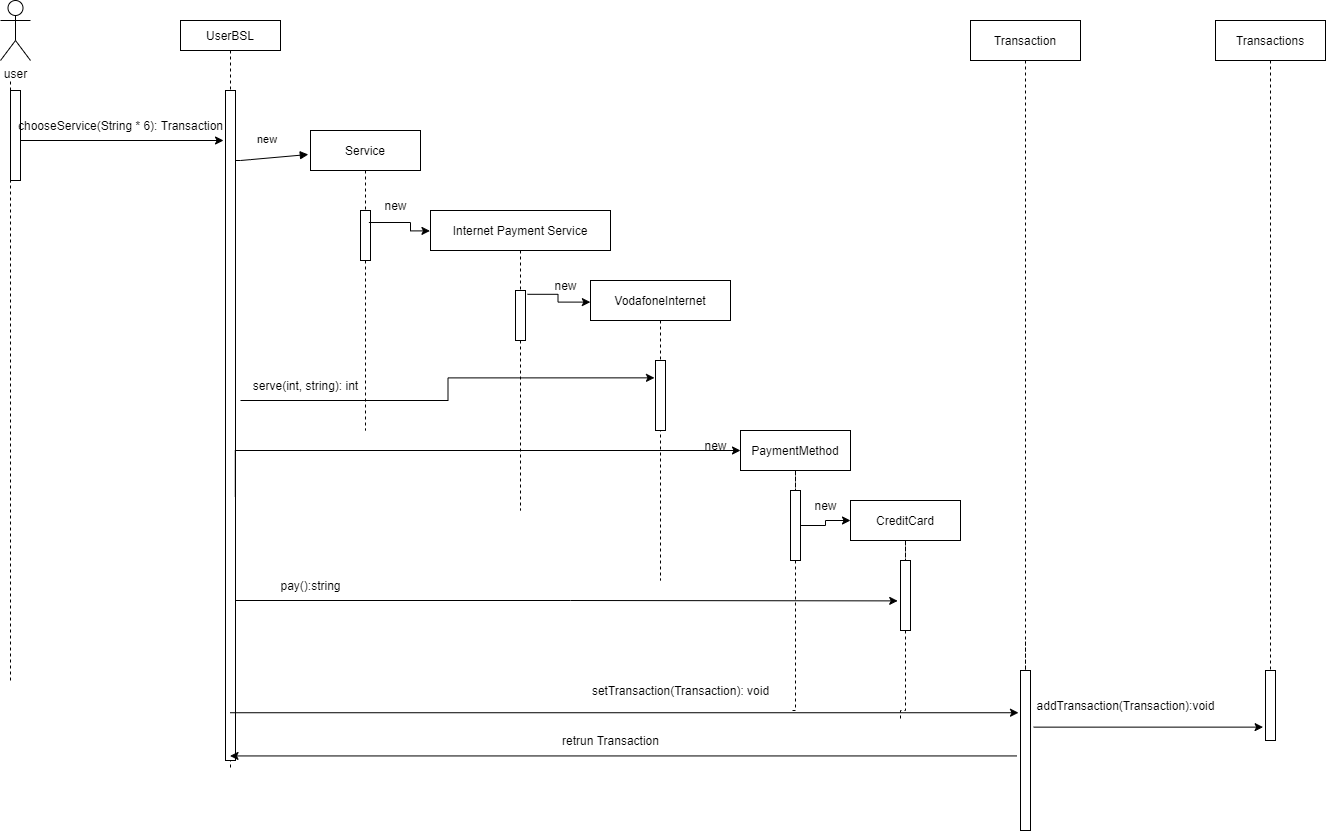 user
UserBSL
Transaction
Transactions
chooseService(String * 6): Transaction
new
Service
new
Internet Payment Service
new
VodafoneInternet
serve(int, string): int
new
PaymentMethod
new
CreditCard
pay():string
setTransaction(Transaction): void
addTransaction(Transaction):void
retrun Transaction